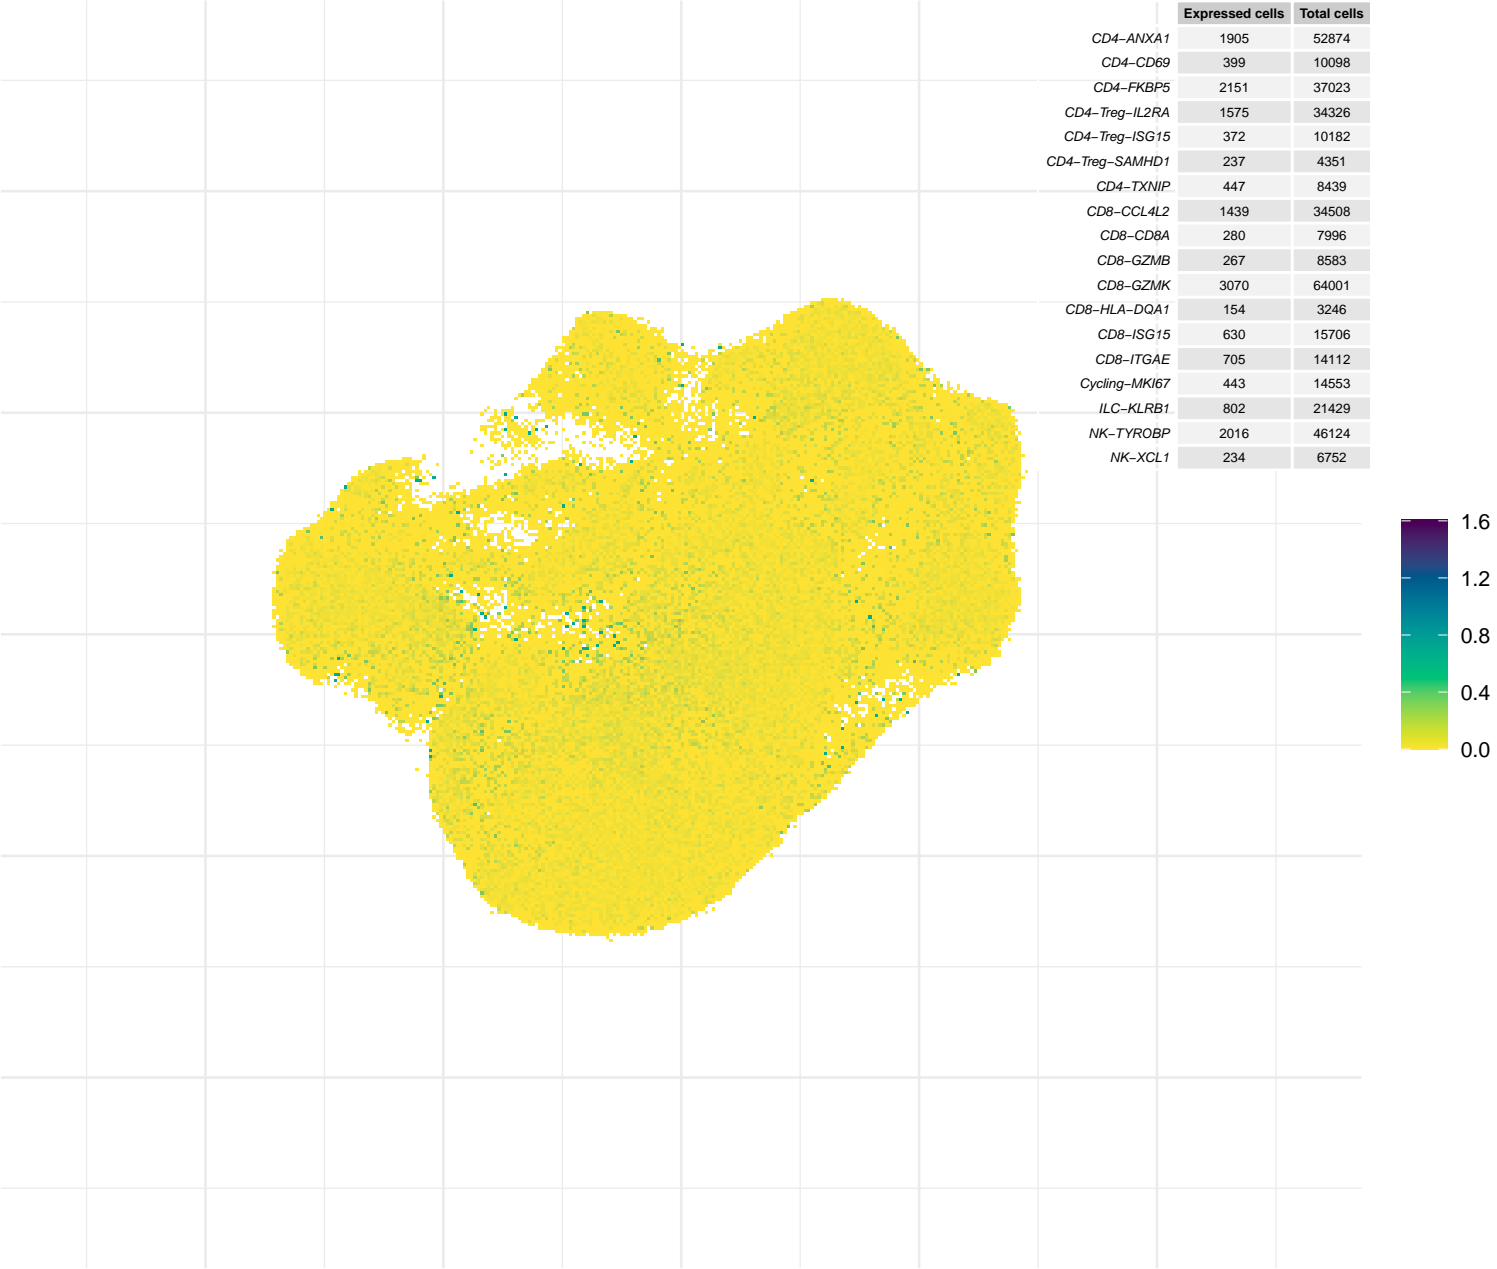 Expressed cells Total cells
CD4−ANXA1 1905 52874
CD4−CD69 399 10098
CD4−FKBP5 2151 37023
CD4−Treg−IL2RA 1575 34326
CD4−Treg−ISG15 372 10182
CD4−Treg−SAMHD1 237 4351
CD4−TXNIP 447 8439
CD8−CCL4L2 1439 34508
CD8−CD8A 280 7996
CD8−GZMB 267 8583
CD8−GZMK 3070 64001
CD8−HLA−DQA1 154 3246
CD8−ISG15 630 15706
CD8−ITGAE 705 14112
Cycling−MKI67 443 14553
ILC−KLRB1 802 21429
NK−TYROBP 2016 46124
NK−XCL1 234 6752
1.6
1.2
0.8
0.4
0.0